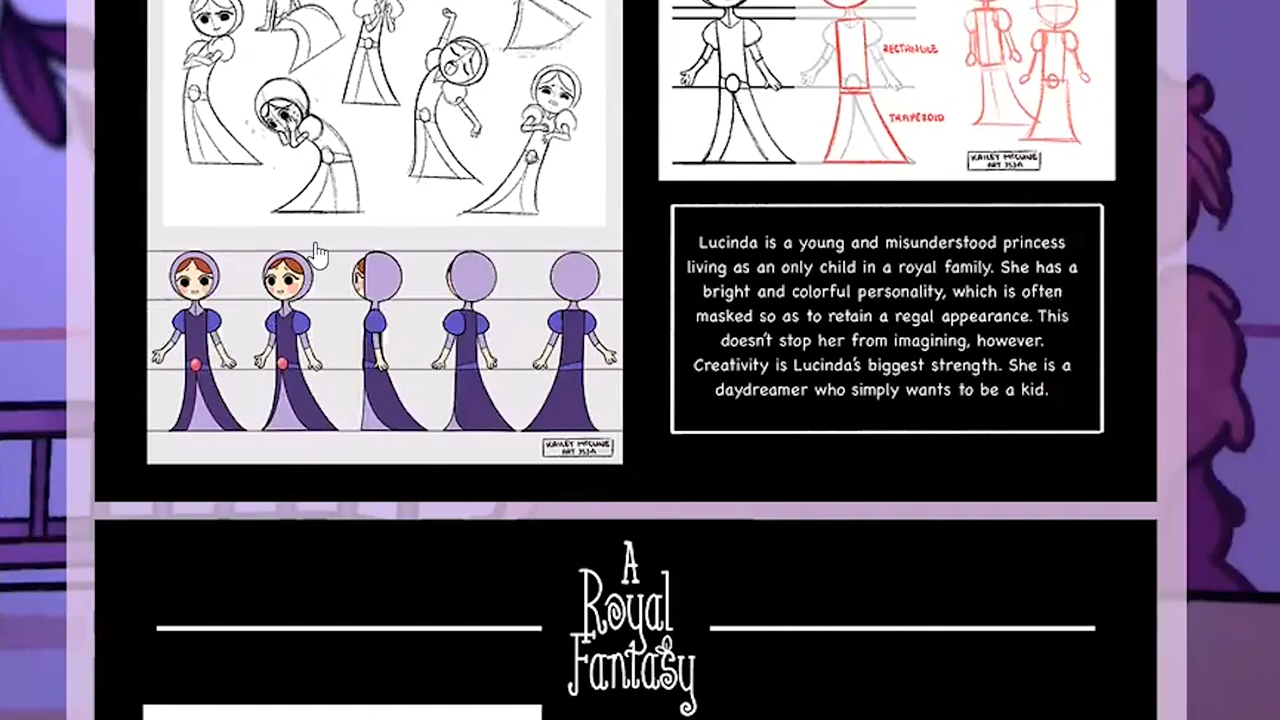 RECTANGLE
TRAPEZOID
KAILEY MCGUINE
ART 353A
Lucinda is a young and misunderstood princess
living as an only child in a royal family. She has a
bright and colorful personality, which is often
masked so as to retain a regal appearance. This
doesn't stop her from imagining, however.
Creativity is Lucinda's biggest strength. She is a
daydreamer who simply wants to be a kid.
KAILEY MCGUINE
ART 353A
A
Royal
Fantasy